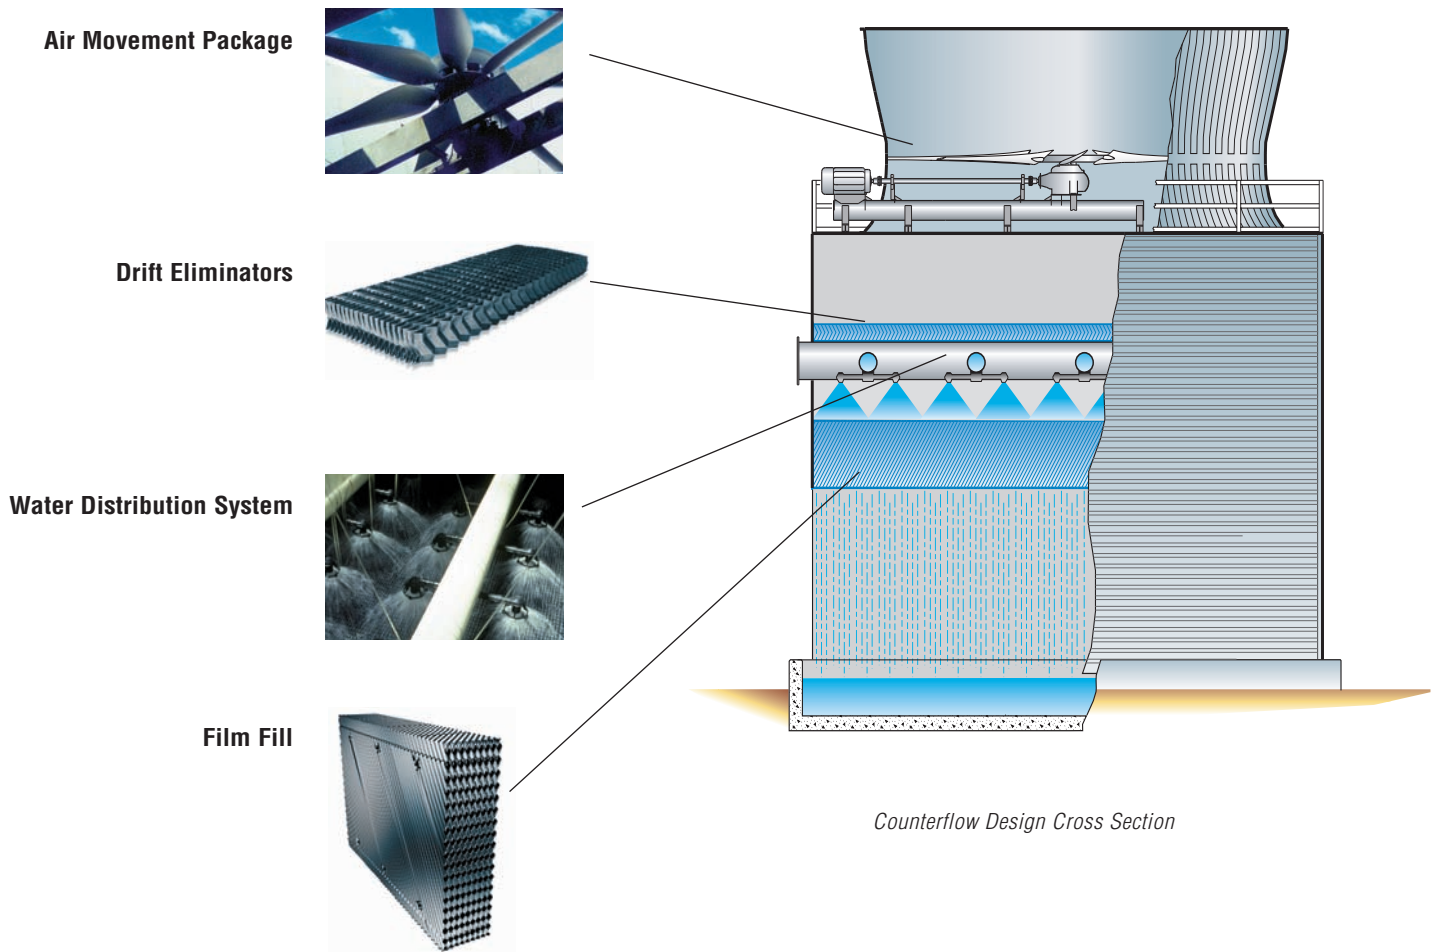 Air Movement Package
Drift Eliminators
Water Distribution System
Film Fill
Counterflow Design Cross Section